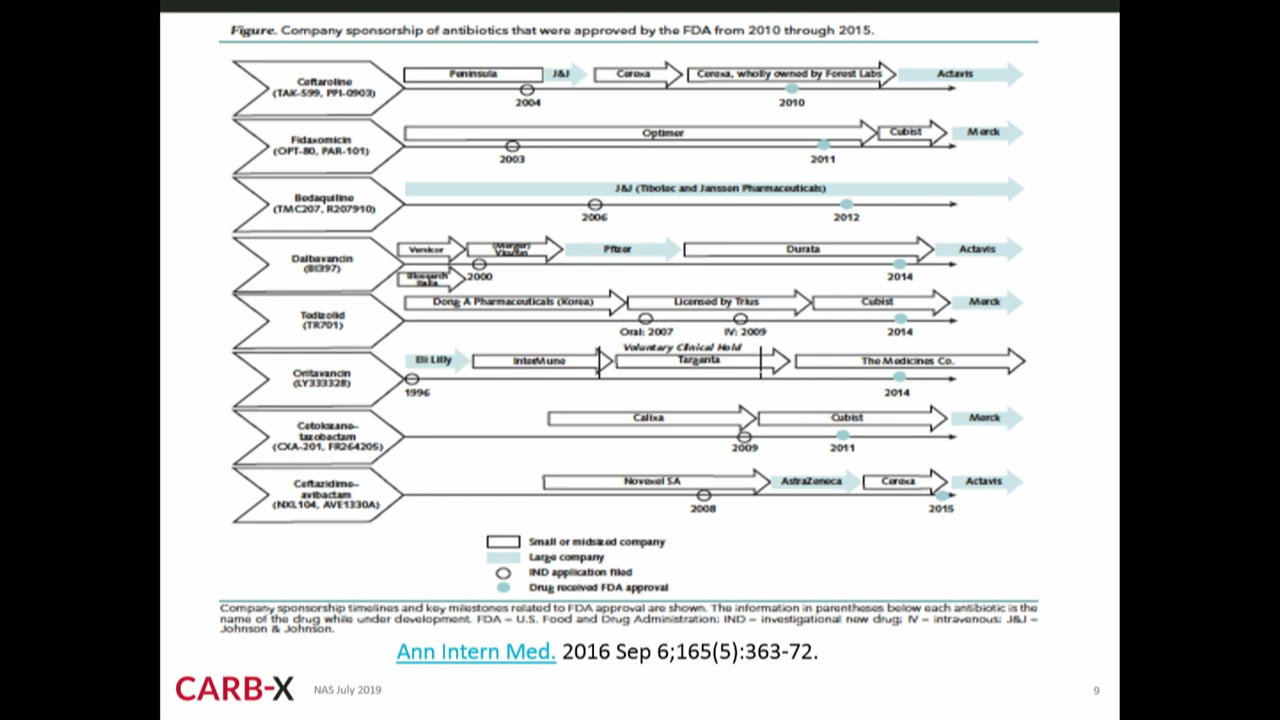 Figure. Company sponsorship of antibiotics that were approved by the FDA from 2010 through 2015.
Ceftaroline
(TAK-599, PPI-0903)
Peninsula
J&J
Cerexa
Cerexa, wholly owned by Forest Labs
Actavis
2004
2010
Fidaxomicin
(OPT-80, PAR-101)
Optimer
Cubist
Merck
2003
2011
Bedaquiline
(TMC207, R207910)
J&J (Tibotec and Janssen Pharmaceuticals)
2006
2012
Dalbavancin
(BI397)
Versicor
(Merger)
Vicuron
Pfizer
Durata
Actavis
Biosearch
Italia
2000
2014
Tedizolid
(TR701)
Dong A Pharmaceuticals (Korea)
Licensed by Trius
Cubist
Merck
Oral: 2007
IV: 2009
2014
Oritavancin
(LY333328)
Voluntary Clinical Hold
Eli Lilly
InterMune
Targanta
The Medicines Co.
1996
2014
Ceftolozane–
tazobactam
(CXA-201, FR264205)
Calixa
Cubist
Merck
2009
2011
Ceftazidime–
avibactam
(NXL104, AVE1330A)
Novexel SA
AstraZeneca
Cerexa
Actavis
2008
2015
Small or midsized company
Large company
IND application filed
Drug received FDA approval
Company sponsorship timelines and key milestones related to FDA approval are shown. The information in parentheses below each antibiotic is the
name of the drug while under development. FDA = U.S. Food and Drug Administration; IND = investigational new drug; IV = intravenous; J&J =
Johnson & Johnson.
Ann Intern Med. 2016 Sep 6;165(5):363-72.
CARB-X
NAS July 2019
9